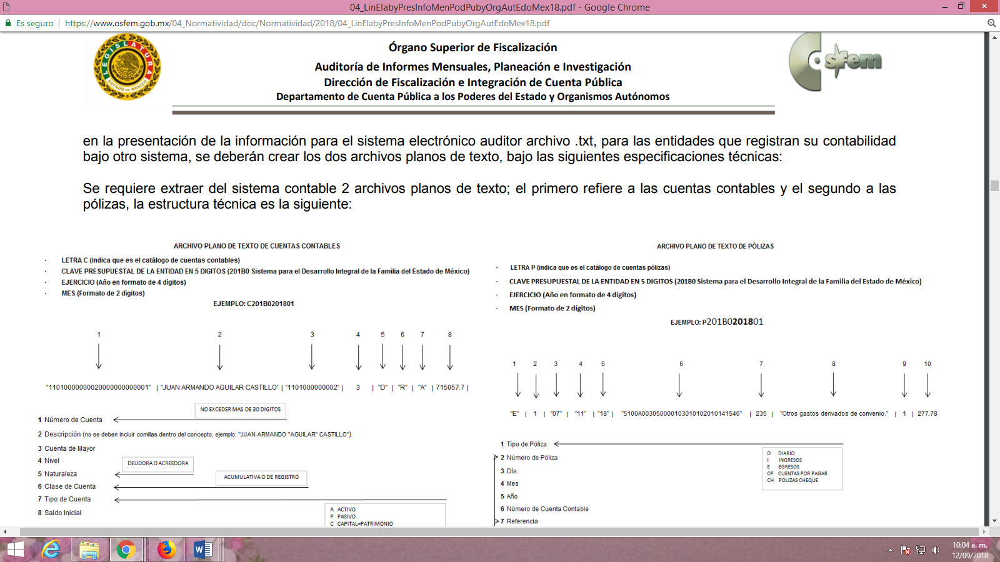 04_LinElabyPresInfoMenPodPubyOrgAutEdoMex18.pdf - Google Chrome
Es seguro | https://www.osfem.gob.mx/04_Normatividad/doc/Normatividad/2018/04_LinElabyPresInfoMenPodPubyOrgAutEdoMex18.pdf
LEGISLATURA
ESTADO DE MÉXICO
Órgano Superior de Fiscalización
Auditoría de Informes Mensuales, Planeación e Investigación
Dirección de Fiscalización e Integración de Cuenta Pública
Departamento de Cuenta Pública a los Poderes del Estado y Organismos Autónomos
osfem
en la presentación de la información para el sistema electrónico auditor archivo .txt, para las entidades que registran su contabilidad
bajo otro sistema, se deberán crear los dos archivos planos de texto, bajo las siguientes especificaciones técnicas:
Se requiere extraer del sistema contable 2 archivos planos de texto; el primero refiere a las cuentas contables y el segundo a las
pólizas, la estructura técnica es la siguiente:
ARCHIVO PLANO DE TEXTO DE CUENTAS CONTABLES
· LETRA C (indica que es el catálogo de cuentas contables)
· CLAVE PRESUPUESTAL DE LA ENTIDAD EN 5 DIGITOS (201B0 Sistema para el Desarrollo Integral de la Familia del Estado de México)
· EJERCICIO (Año en formato de 4 dígitos)
· MES (Formato de 2 dígitos)
EJEMPLO: C201B0201801
1 2 3 4 5 6 7 8
"11010000000020000000000001" | "JUAN ARMANDO AGUILAR CASTILLO" | "1101000000002" | 3 | "D" | "R" | "A" | 715057.7 |
NO EXCEDER MAS DE 30 DIGITOS
1 Número de Cuenta
2 Descripción (no se deben incluir comillas dentro del concepto, ejemplo: "JUAN ARMANDO "AGUILAR" CASTILLO")
3 Cuenta de Mayor
4 Nivel
DEUDORA O ACREEDORA
5 Naturaleza
ACUMULATIVA O DE REGISTRO
6 Clase de Cuenta
7 Tipo de Cuenta
8 Saldo Inicial
A ACTIVO
P PASIVO
C CAPITAL=PATRIMONIO
ARCHIVO PLANO DE TEXTO DE PÓLIZAS
· LETRA P (indica que es el catálogo de cuentas pólizas)
· CLAVE PRESUPUESTAL DE LA ENTIDAD EN 5 DIGITOS (201B0 Sistema para el Desarrollo Integral de la Familia del Estado de México)
· EJERCICIO (Año en formato de 4 dígitos)
· MES (Formato de 2 dígitos)
EJEMPLO: P201B0201801
1 2 3 4 5 6 7 8 9 10
"E" | 1 | "07" | "11" | "18" | "5100A003050000103010102010141546" | 235 | "Otros gastos derivados de convenio." | 1 | 277.78
1 Tipo de Póliza
2 Número de Póliza
3 Día
4 Mes
5 Año
6 Número de Cuenta Contable
7 Referencia
D DIARIO
I INGRESOS
E EGRESOS
CP CUENTAS POR PAGAR
CH POLIZAS CHEQUE
10:04 a. m.
12/09/2018